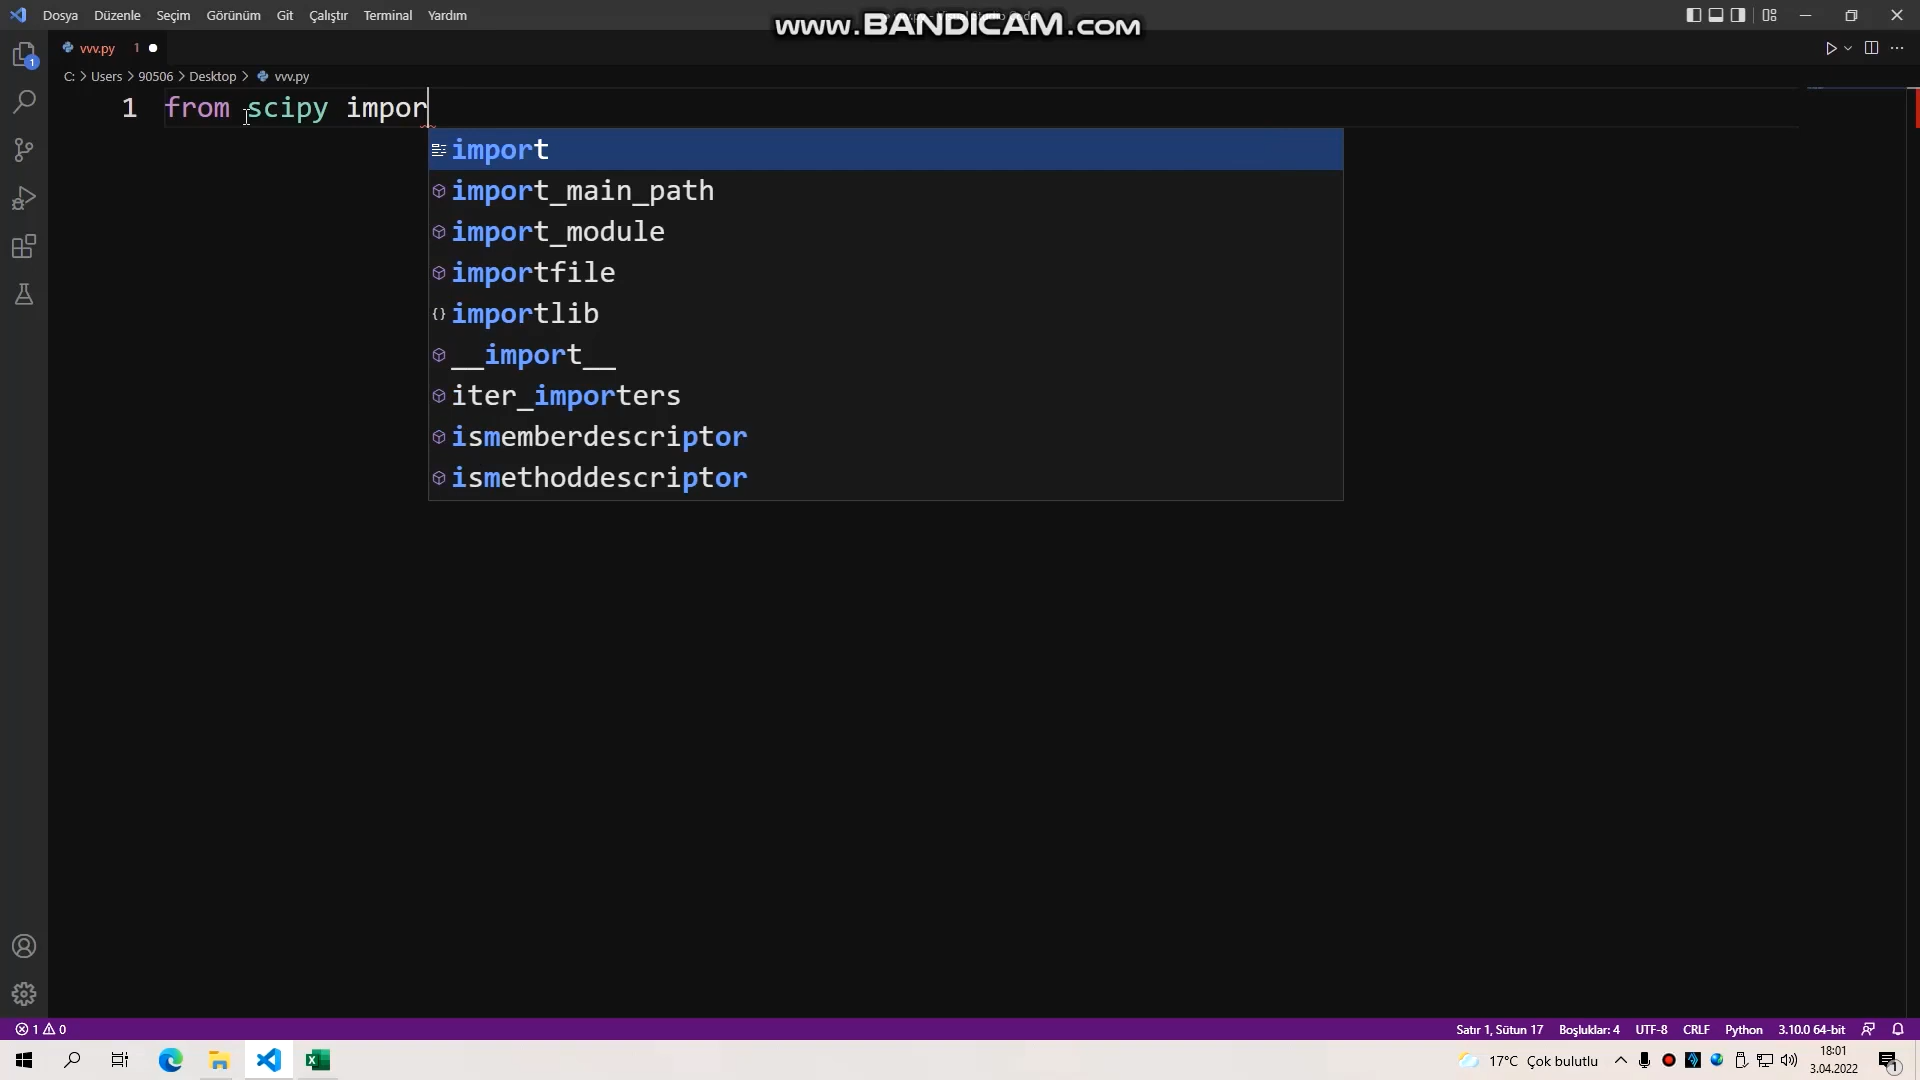 Dosya Düzenle Seçim Görünüm Git Çalıştır Terminal Yardım
www.BANDICAM.com
vvv.py 1
C: > Users > 90506 > Desktop > vvv.py
1 from scipy impor
import
import_main_path
import_module
importfile
{} importlib
__import__
iter_importers
ismemberdescriptor
ismethoddescriptor
1
1 0 Satır 1, Sütun 17 Boşluklar: 4 UTF-8 CRLF Python 3.10.0 64-bit
17°C Çok bulutlu 18:01
3.04.2022
1